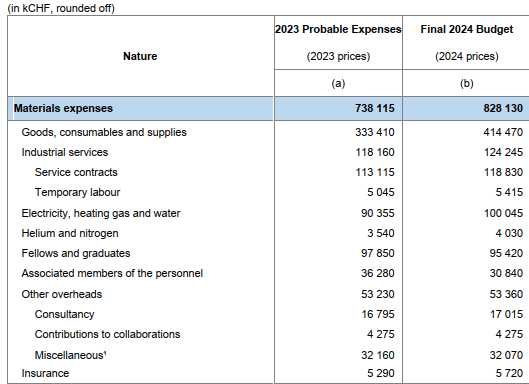 (in kCHF, rounded off)
Nature 2023 Probable Expenses Final 2024 Budget
(2023 prices) (2024 prices)
(a) (b)
Materials expenses 738 115 828 130
Goods, consumables and supplies 333 410 414 470
Industrial services 118 160 124 245
Service contracts 113 115 118 830
Temporary labour 5 045 5 415
Electricity, heating gas and water 90 355 100 045
Helium and nitrogen 3 540 4 030
Fellows and graduates 97 850 95 420
Associated members of the personnel 36 280 30 840
Other overheads 53 230 53 360
Consultancy 16 795 17 015
Contributions to collaborations 4 275 4 275
Miscellaneous¹ 32 160 32 070
Insurance 5 290 5 720